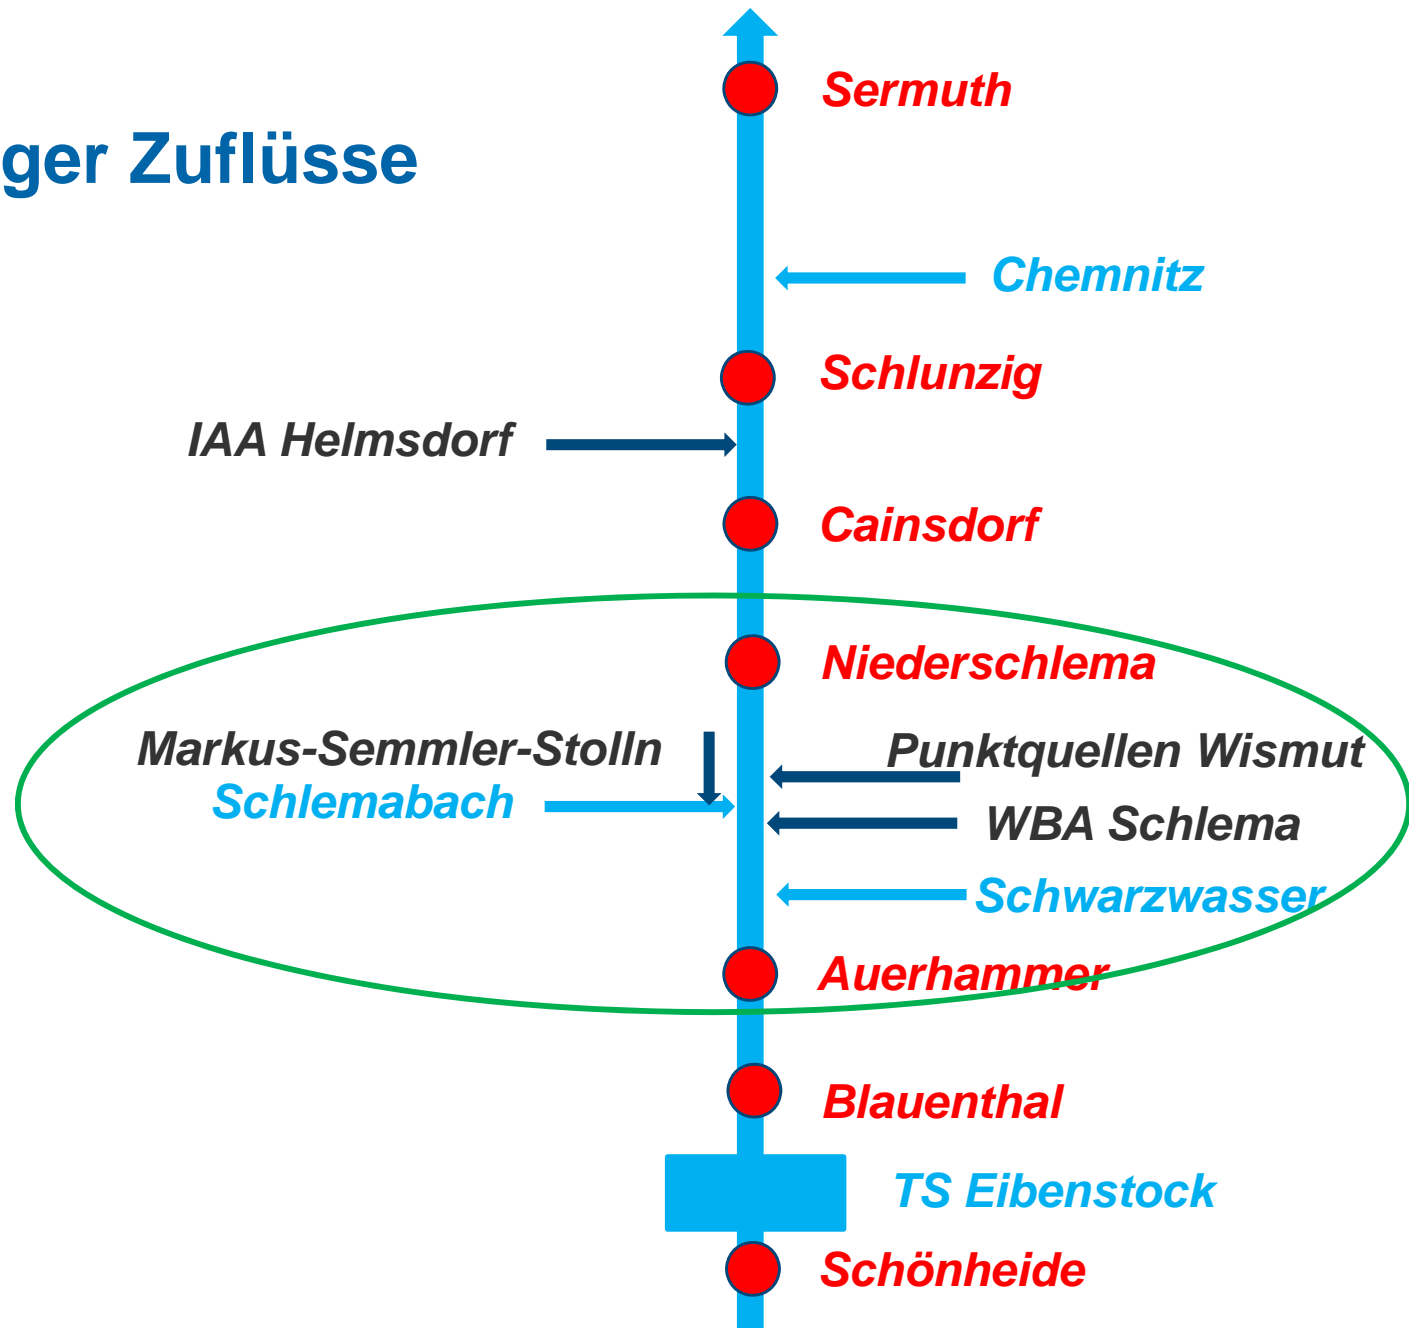 Sermuth
ger Zuflüsse
Chemnitz
Schlunzig
IAA Helmsdorf
Cainsdorf
Niederschlema
Markus-Semmler-Stolln
Punktquellen Wismut
Schlemabach
WBA Schlema
Schwarzwasser
Auerhammer
Blauenthal
TS Eibenstock
Schönheide